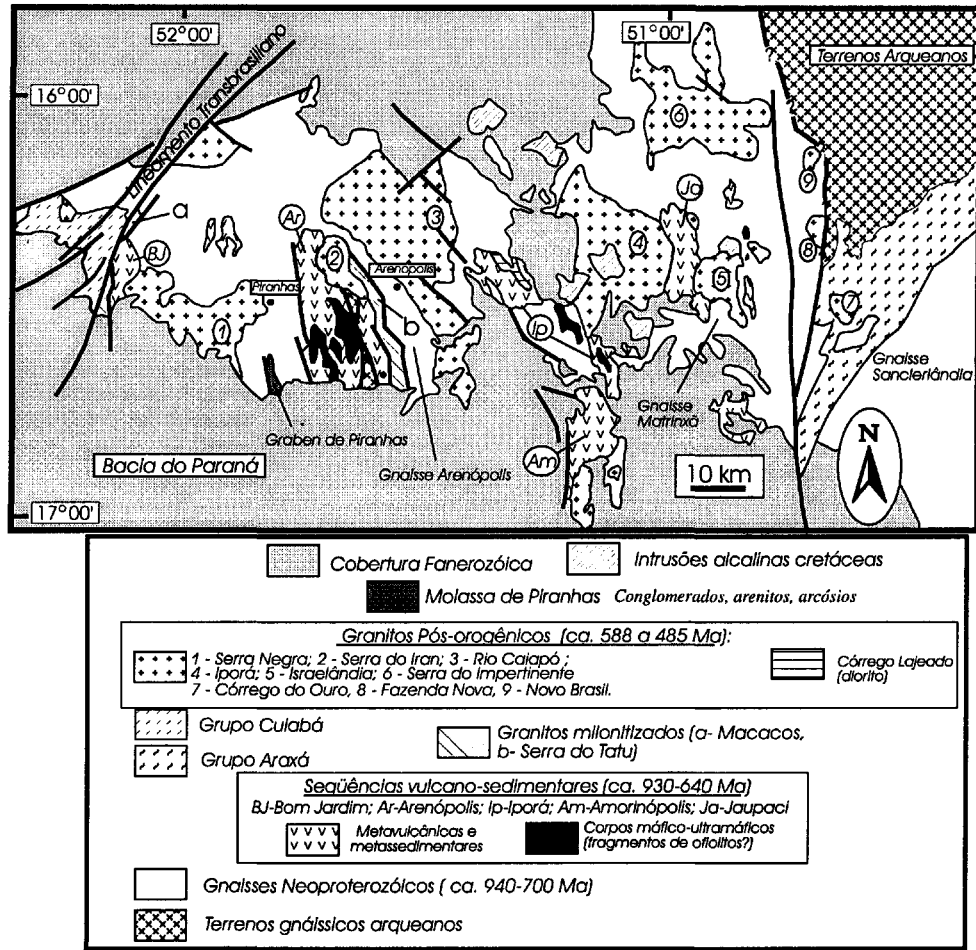 52°00'
51°00'
16°00'
Lineamento Transbrasiliano
Terrenos Arqueanos
a
BJ
Ar
3
Ja
6
9
4
8
2
Arenópolis
Piranhas
5
1
b
Ip
7
Gnaisse
Sanclerlândia
Graben de Piranhas
Gnaisse
Matrinxã
Bacia do Paraná
Gnaisse Arenópolis
Am
10 km
N
17°00'
Cobertura Fanerozóica
Intrusões alcalinas cretáceas
Molassa de Piranhas Conglomerados, arenitos, arcósios
Granitos Pós-orogênicos (ca. 588 a 485 Ma):
1 - Serra Negra; 2 - Serra do Iran; 3 - Rio Caiapó ;
4 - Iporá; 5 - Israelândia; 6 - Serra do Impertinente
7 - Córrego do Ouro, 8 - Fazenda Nova, 9 - Novo Brasil.
Córrego Lajeado
(diorito)
Grupo Cuiabá
Grupo Araxá
Granitos milonitizados (a- Macacos,
b- Serra do Tatu)
Seqüências vulcano-sedimentares (ca. 930-640 Ma)
BJ-Bom Jardim; Ar-Arenópolis; Ip-Iporá; Am-Amorinópolis; Ja-Jaupaci
Metavulcânicas e
metassedimentares
Corpos máfico-ultramáficos
(fragmentos de ofiolitos?)
Gnaisses Neoproterozóicos ( ca. 940-700 Ma)
Terrenos gnáissicos arqueanos